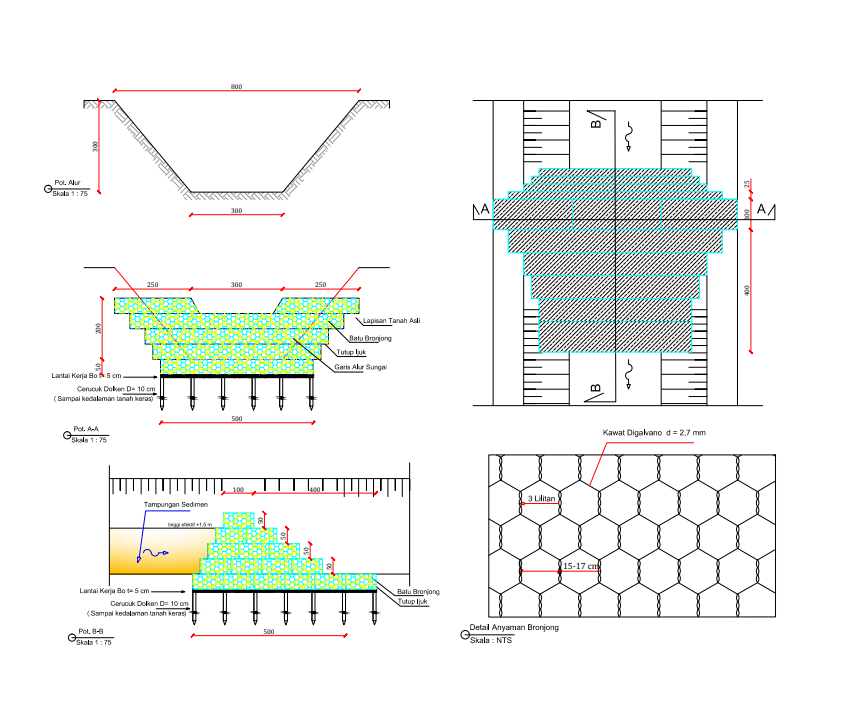 800
300
300
Pot. Alur
Skala 1 : 75
250
300
250
200
50
Lapisan Tanah Asli
Batu Bronjong
Tutup Ijuk
Garis Alur Sungai
Lantai Kerja Bo t= 5 cm
Cerucuk Dolken D= 10 cm
( Sampai kedalaman tanah keras)
500
Pot. A-A
Skala 1 : 75
100
400
Tampungan Sedimen
tinggi efektif +1,5 m
50
50
50
50
Batu Bronjong
Tutup Ijuk
Lantai Kerja Bo t= 5 cm
Cerucuk Dolken D= 10 cm
( Sampai kedalaman tanah keras)
500
Pot. B-B
Skala 1 : 75
B
A
A
25
400
B
Kawat Digalvano d = 2,7 mm
3 Lilitan
15-17 cm
Detail Anyaman Bronjong
Skala : NTS